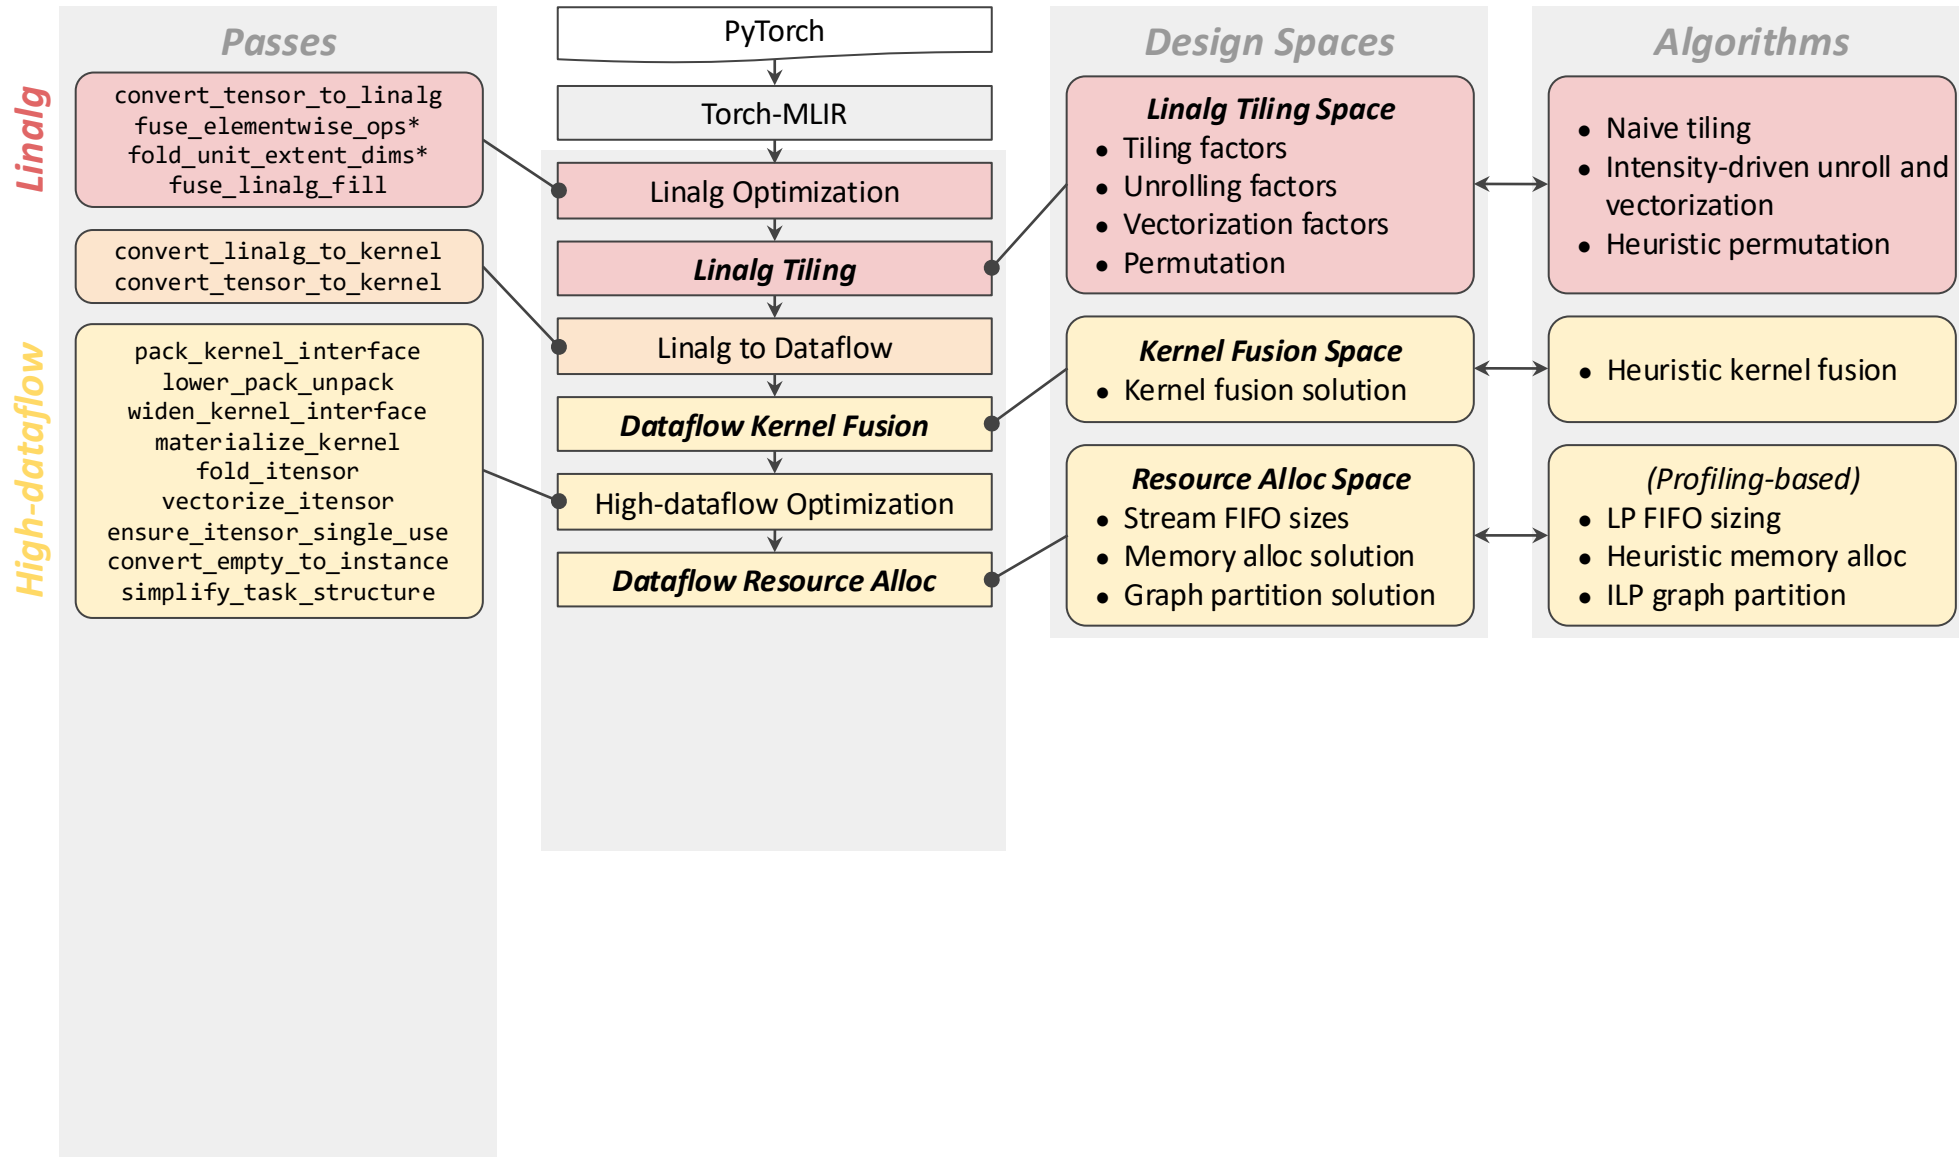 Passes
Linalg
convert_tensor_to_linalg
fuse_elementwise_ops*
fold_unit_extent_dims*
fuse_linalg_fill
convert_linalg_to_kernel
convert_tensor_to_kernel
High-dataflow
pack_kernel_interface
lower_pack_unpack
widen_kernel_interface
materialize_kernel
fold_itensor
vectorize_itensor
ensure_itensor_single_use
convert_empty_to_instance
simplify_task_structure
PyTorch
Torch-MLIR
Linalg Optimization
Linalg Tiling
Linalg to Dataflow
Dataflow Kernel Fusion
High-dataflow Optimization
Dataflow Resource Alloc
Design Spaces
Linalg Tiling Space
• Tiling factors
• Unrolling factors
• Vectorization factors
• Permutation
Kernel Fusion Space
• Kernel fusion solution
Resource Alloc Space
• Stream FIFO sizes
• Memory alloc solution
• Graph partition solution
Algorithms
• Naive tiling
• Intensity-driven unroll and
vectorization
• Heuristic permutation
• Heuristic kernel fusion
(Profiling-based)
• LP FIFO sizing
• Heuristic memory alloc
• ILP graph partition